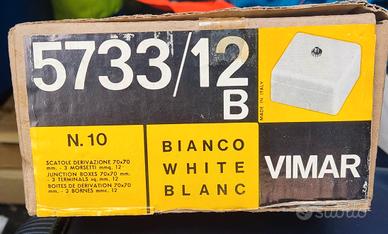 5733/12
B
MADE IN ITALY
N. 10
SCATOLE DERIVAZIONE 70x70
mm. - 3 MORSETTI mmq. 12
JUNCTION BOXES 70x70 mm.
- 3 TERMINALS sq. mm. 12
BOITES DE DERIVATION 70x70
mm. - 3 BORNES mmc. 12
BIANCO
WHITE
BLANC
VIMAR
subito